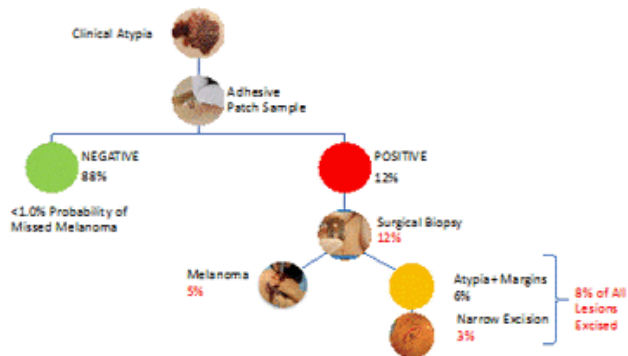 Clinical Atypia
Adhesive
Patch Sample
NEGATIVE
88%
POSITIVE
12%
<1.0% Probability of
Missed Melanoma
Surgical Biopsy
12%
Melanoma
5%
Atypia+ Margins
6%
Narrow Excision
3%
8% of All
Lesions
Excised